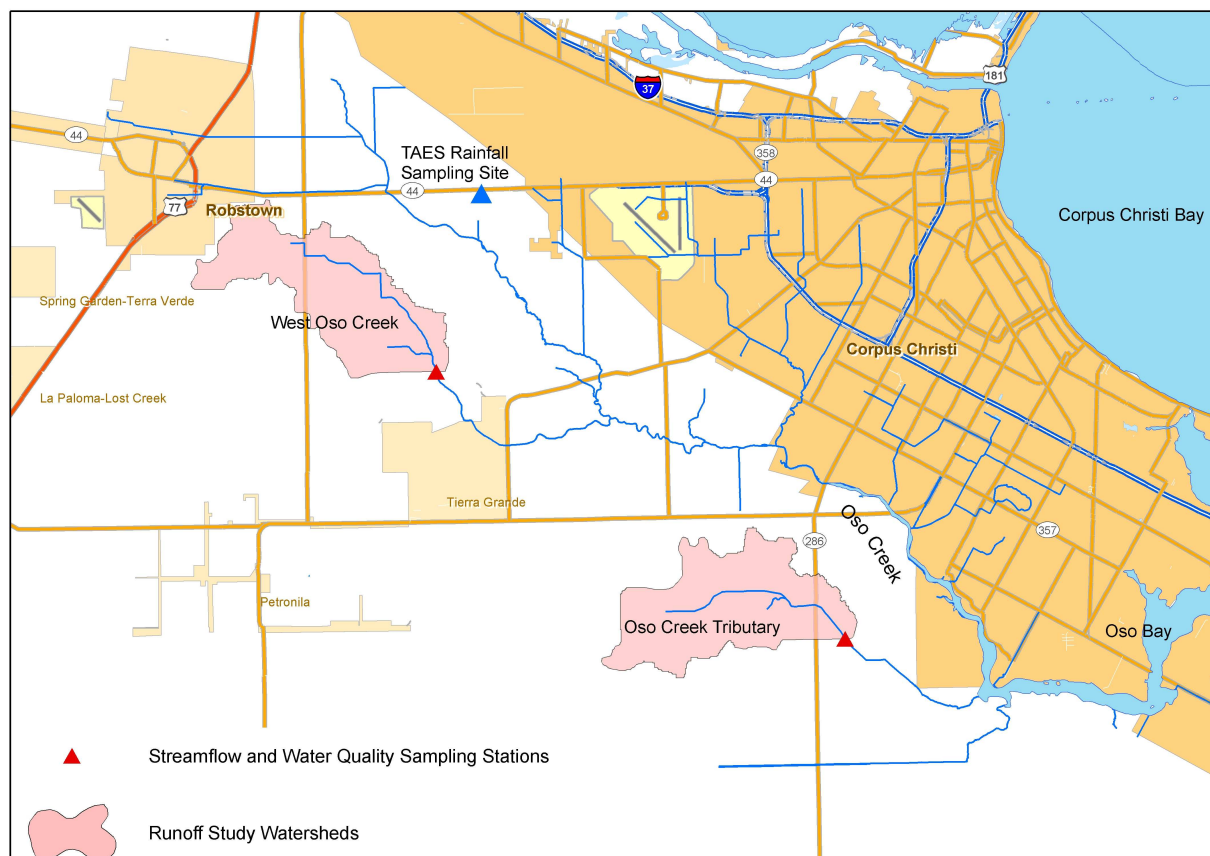 181
37
44
358
TAES Rainfall
Sampling Site
44
44
77
Robstown
Corpus Christi Bay
Spring Garden-Terra Verde
West Oso Creek
Corpus Christi
La Paloma-Lost Creek
Tierra Grande
Oso Creek
286
357
Petronila
Oso Creek Tributary
Oso Bay
Streamflow and Water Quality Sampling Stations
Runoff Study Watersheds